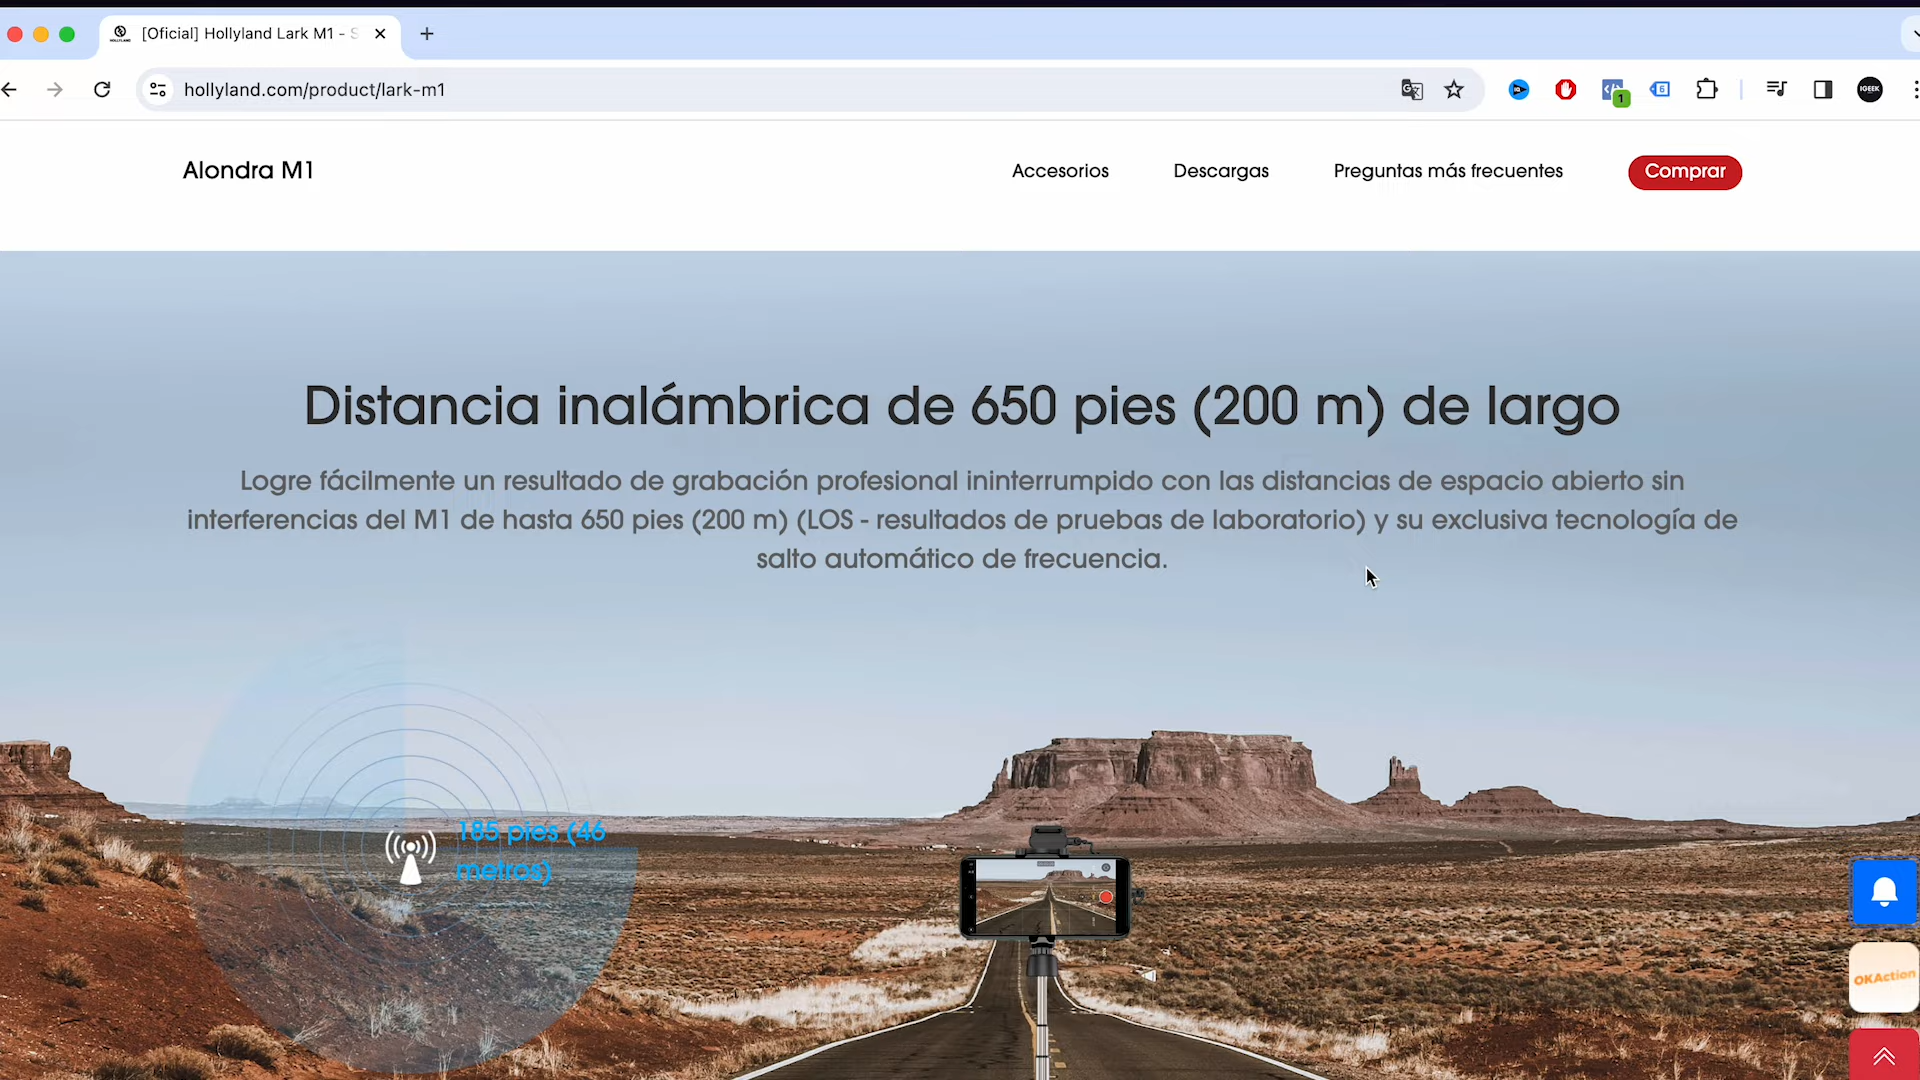 [Oficial] Hollyland Lark M1 - S
hollyland.com/product/lark-m1
6
1
IGEEK
Alondra M1
Accesorios
Descargas
Preguntas más frecuentes
Comprar
Distancia inalámbrica de 650 pies (200 m) de largo
Logre fácilmente un resultado de grabación profesional ininterrumpido con las distancias de espacio abierto sin
interferencias del M1 de hasta 650 pies (200 m) (LOS - resultados de pruebas de laboratorio) y su exclusiva tecnología de
salto automático de frecuencia.
185 pies (46
metros)
OKAction